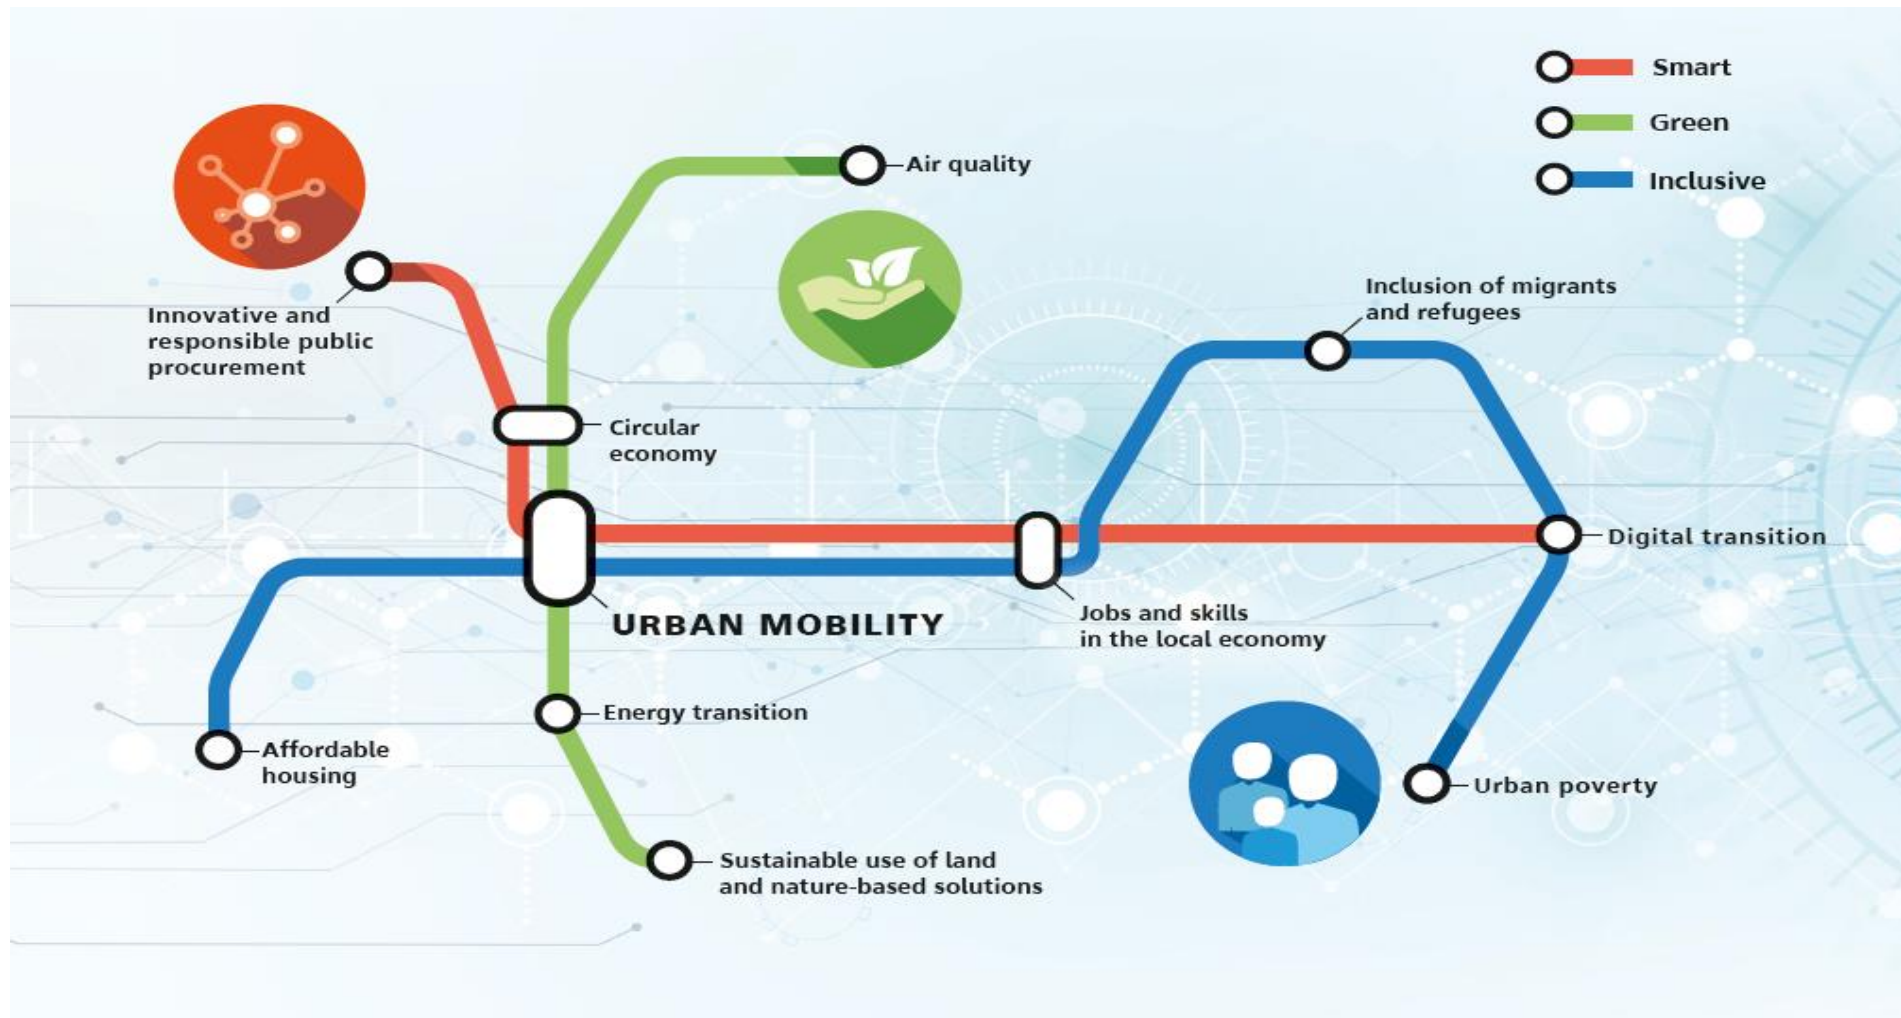 Smart
Green
Inclusive
Air quality
Innovative and
responsible public
procurement
Inclusion of migrants
and refugees
Circular
economy
Digital transition
URBAN MOBILITY
Jobs and skills
in the local economy
Energy transition
Affordable
housing
Urban poverty
Sustainable use of land
and nature-based solutions